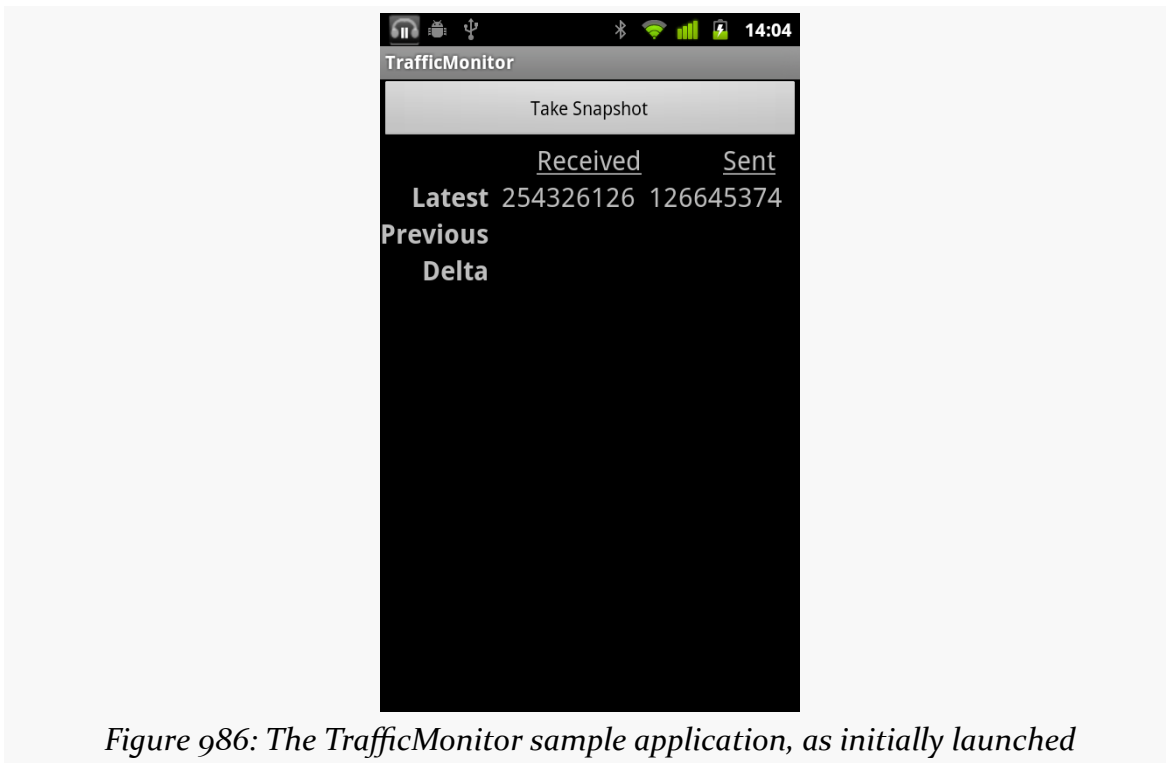 14:04
TrafficMonitor
Take Snapshot
Received Sent
Latest 254326126 126645374
Previous
Delta
Figure 986: The TrafficMonitor sample application, as initially launched